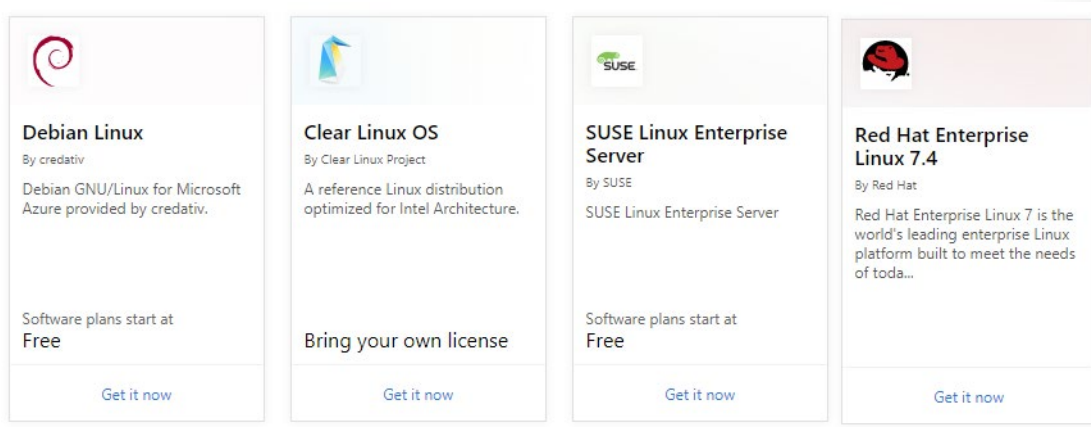 SUSE
Debian Linux
By credativ
Debian GNU/Linux for Microsoft
Azure provided by credativ.
Software plans start at
Free
Get it now
Clear Linux OS
By Clear Linux Project
A reference Linux distribution
optimized for Intel Architecture.
Bring your own license
Get it now
SUSE Linux Enterprise
Server
By SUSE
SUSE Linux Enterprise Server
Software plans start at
Free
Get it now
Red Hat Enterprise
Linux 7.4
By Red Hat
Red Hat Enterprise Linux 7 is the
world's leading enterprise Linux
platform built to meet the needs
of toda...
Get it now